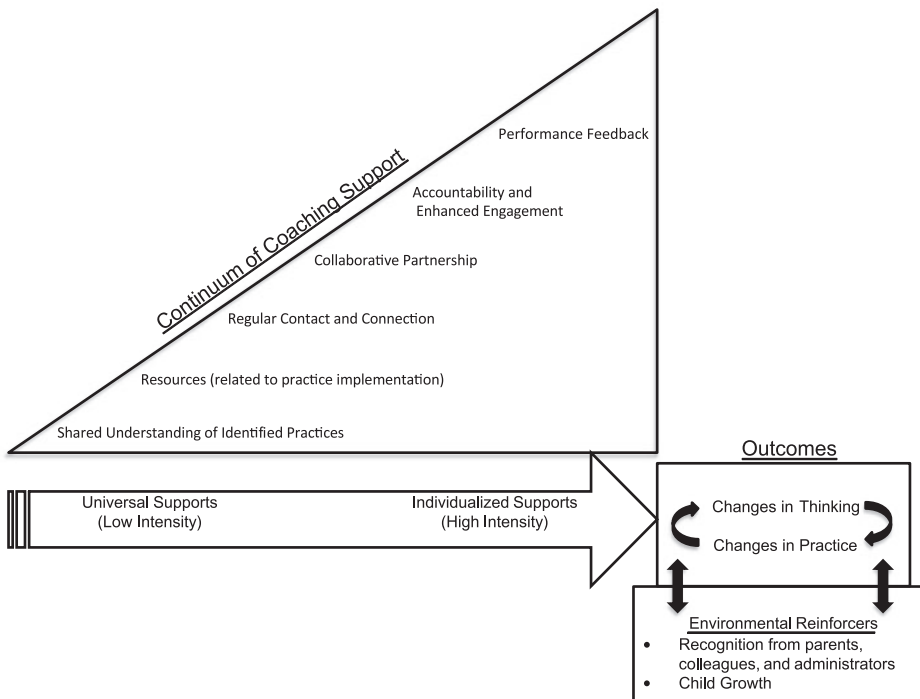 Continuum of Coaching Support
Performance Feedback
Accountability and
Enhanced Engagement
Collaborative Partnership
Regular Contact and Connection
Resources (related to practice implementation)
Shared Understanding of Identified Practices
Universal Supports
(Low Intensity)
Individualized Supports
(High Intensity)
Outcomes
Changes in Thinking
Changes in Practice
Environmental Reinforcers
• Recognition from parents,
colleagues, and administrators
• Child Growth